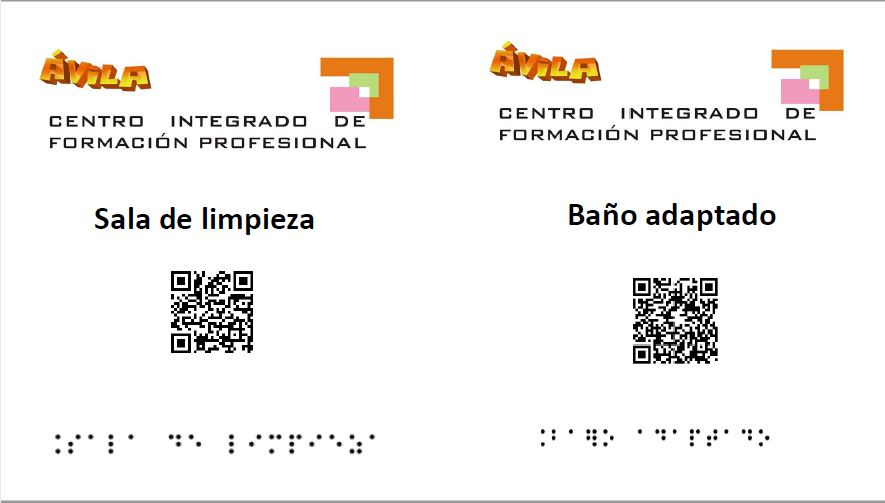 ÁVILA
CENTRO INTEGRADO DE
FORMACIÓN PROFESIONAL
Sala de limpieza
⠨⠎⠁⠇⠁ ⠙⠑ ⠇⠊⠍⠏⠊⠑⠵⠁
ÁVILA
CENTRO INTEGRADO DE
FORMACIÓN PROFESIONAL
Baño adaptado
⠨⠃⠁⠻⠕ ⠁⠙⠁⠏⠞⠁⠙⠕